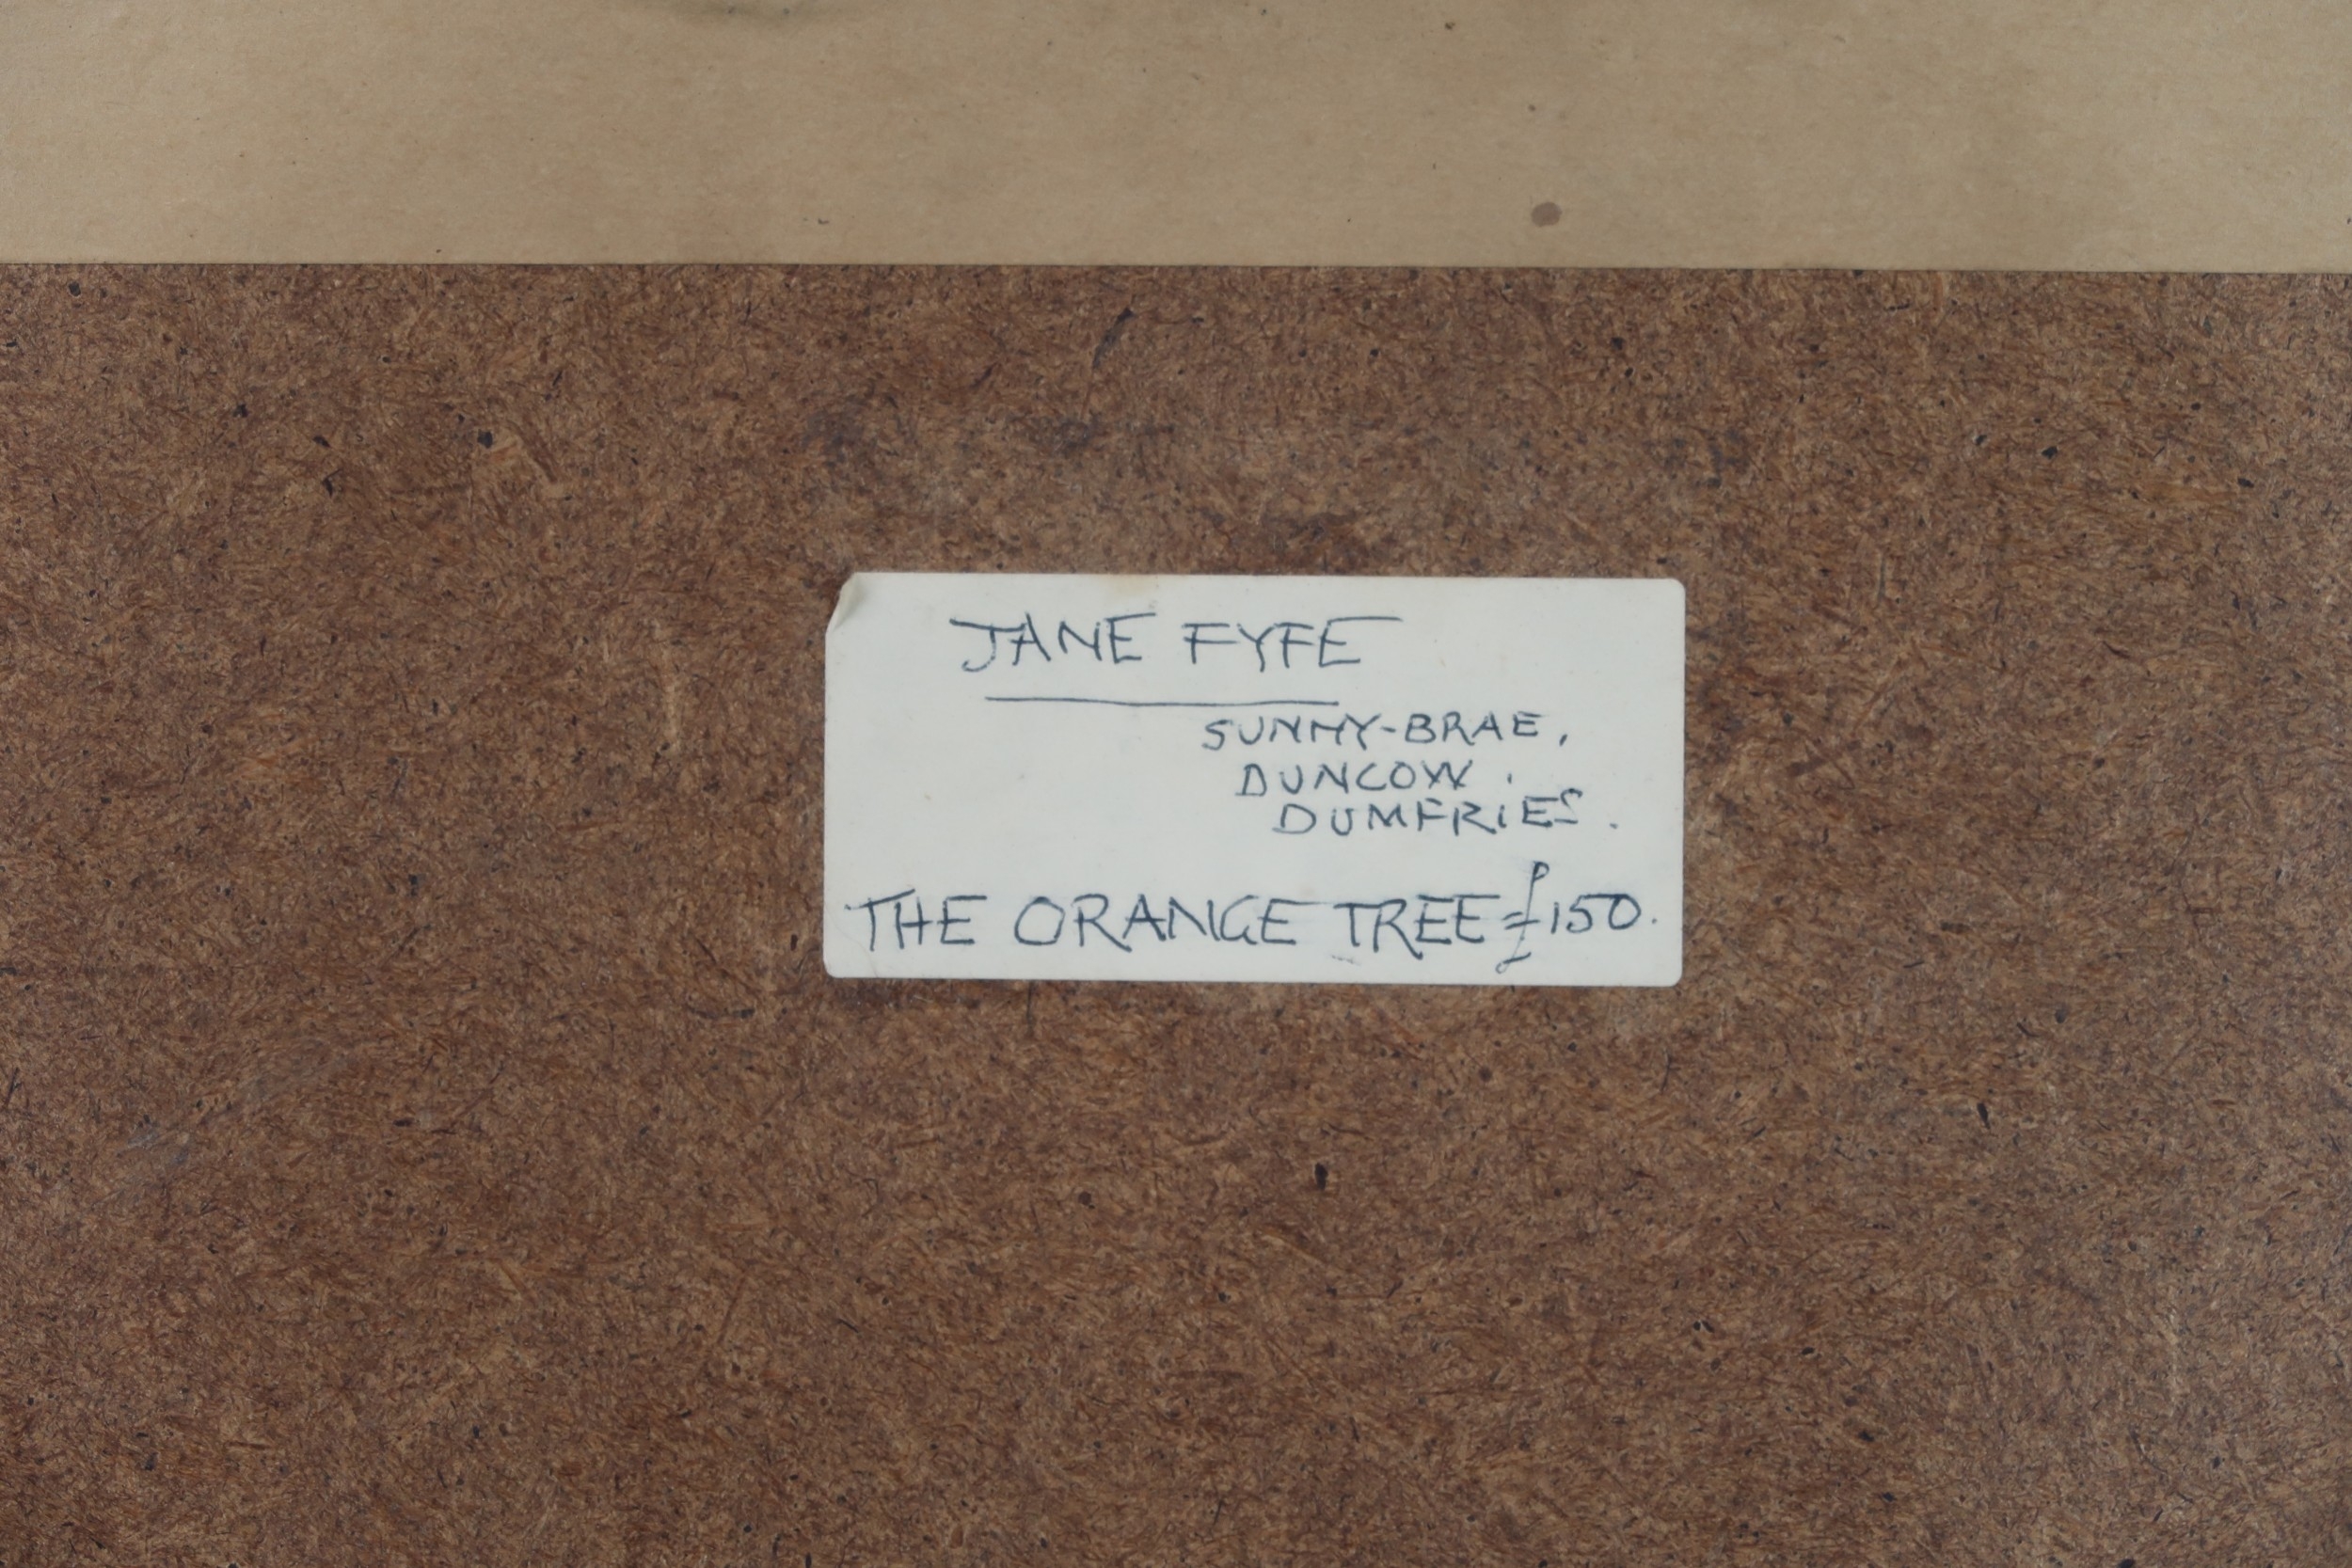 JANE FYFE
SUNNY-BRAE,
DUNCOW.
DUMFRIES.
THE ORANGE TREE £150.